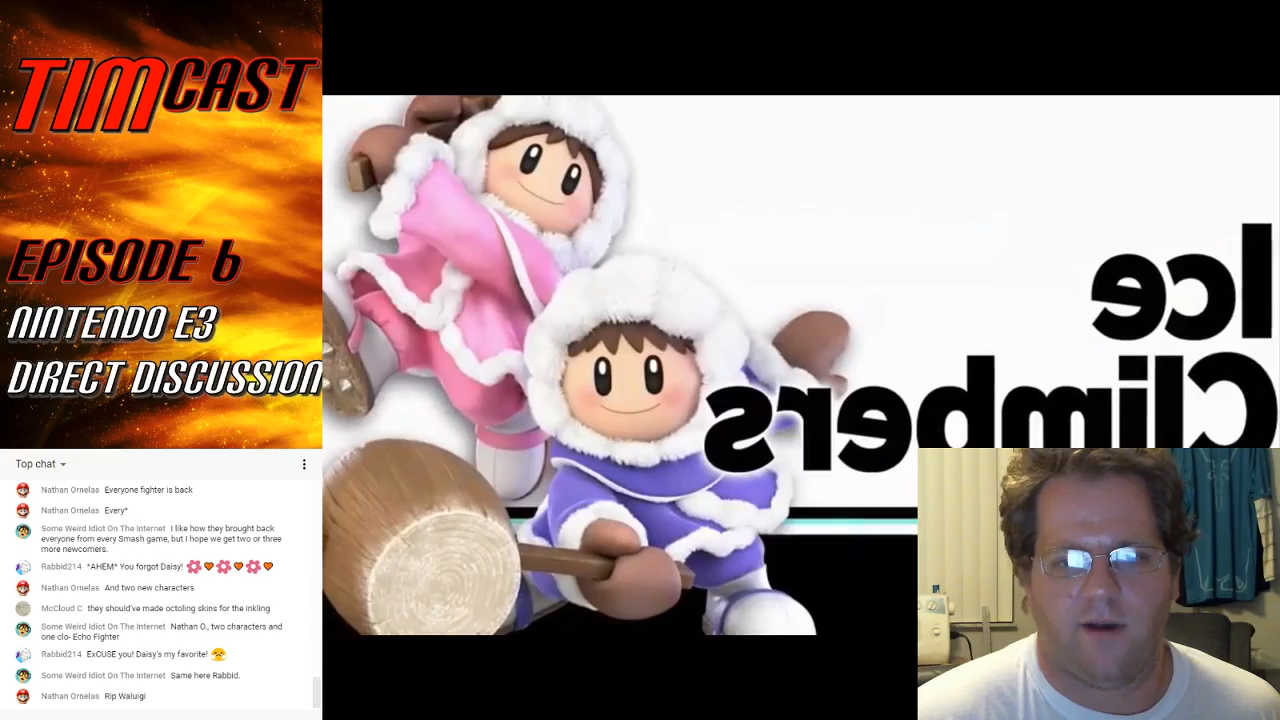 TIMCAST
EPISODE 6
NINTENDO E3
DIRECT DISCUSSION
Ice
Climbers
Top chat
Nathan Ornelas Everyone fighter is back
Nathan Ornelas Every*
Some Weird Idiot On The Internet I like how they brought back
everyone from every Smash game, but I hope we get two or three
more newcomers.
Rabbid214 *AHEM* You forgot Daisy!
Nathan Ornelas And two new characters
McCloud C they should've made octoling skins for the inkling
Some Weird Idiot On The Internet Nathan O., two characters and
one clo- Echo Fighter
Rabbid214 ExCUSE you! Daisy's my favorite!
Some Weird Idiot On The Internet Same here Rabbid.
Nathan Ornelas Rip Waluigi